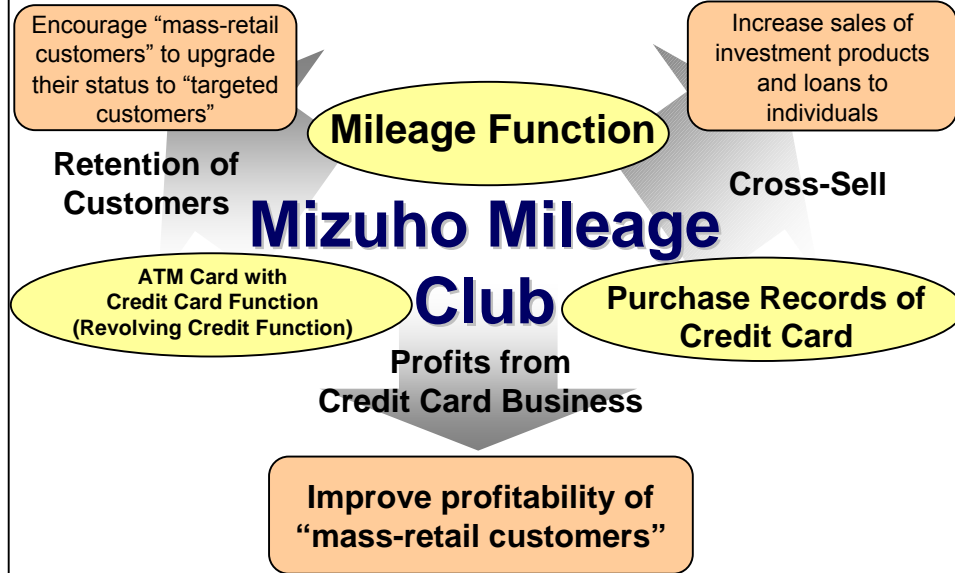 Encourage “mass-retail
customers” to upgrade
their status to “targeted
customers”
Increase sales of
investment products
and loans to
individuals
Mileage Function
Retention of
Customers
Cross-Sell
Mizuho Mileage
Club
ATM Card with
Credit Card Function
(Revolving Credit Function)
Purchase Records of
Credit Card
Profits from
Credit Card Business
Improve profitability of
“mass-retail customers”